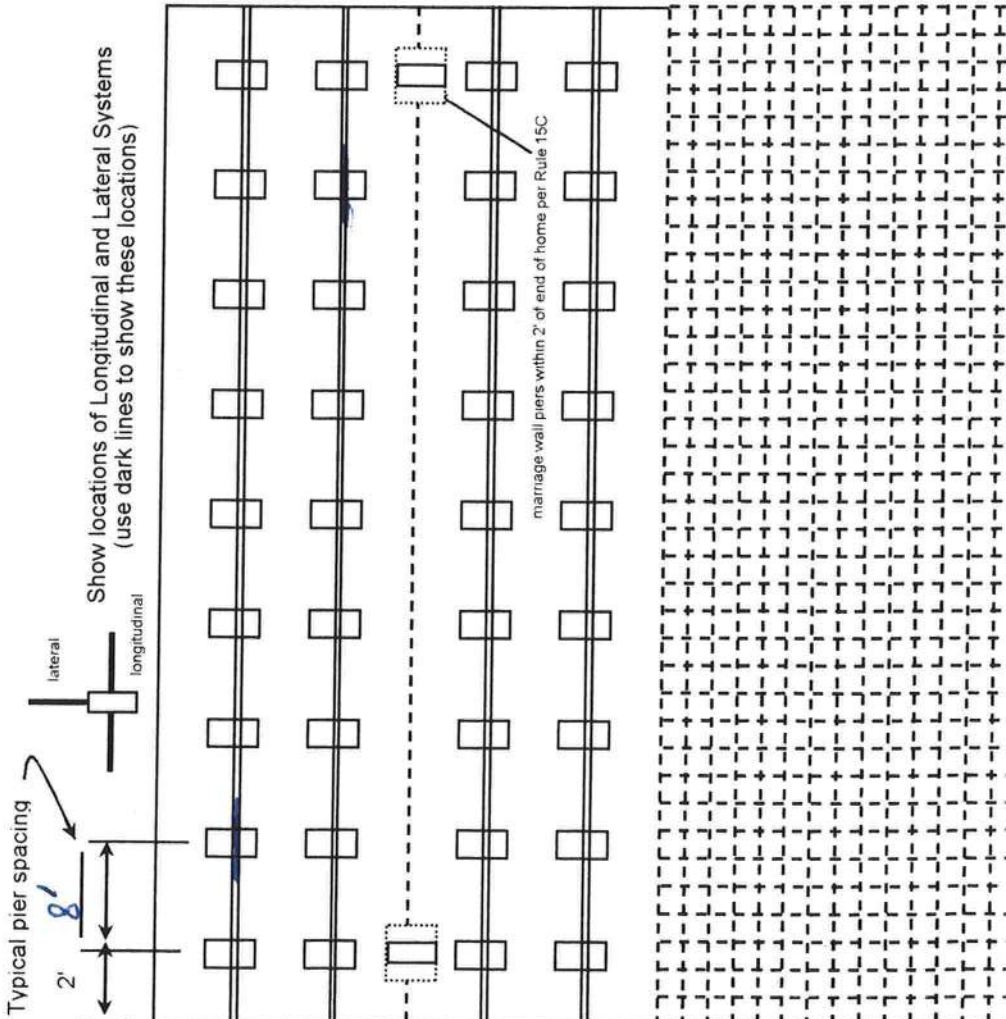 Typical pier spacing
2'
8'
lateral
longitudinal
Show locations of Longitudinal and Lateral Systems
(use dark lines to show these locations)
marriage wall piers within 2' of end of home per Rule 15C